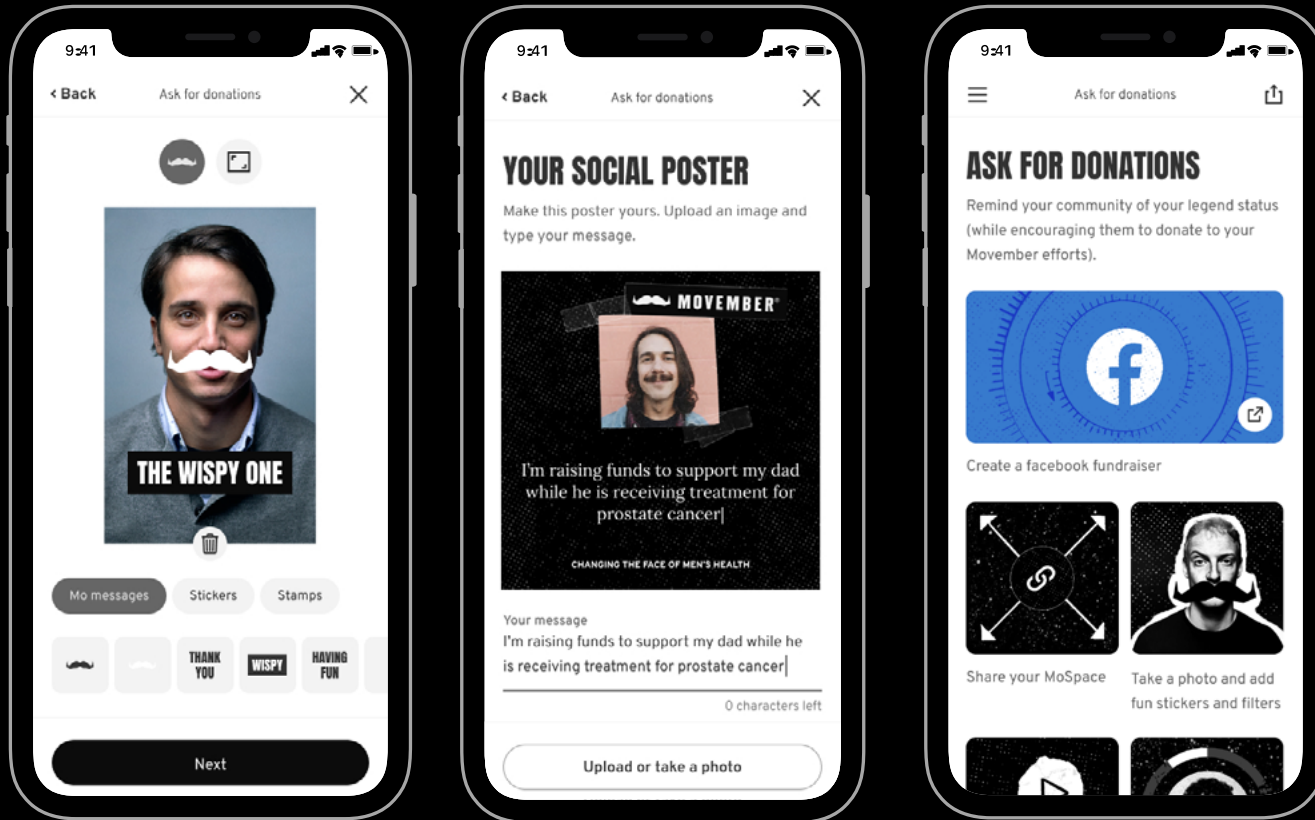 9:41
< Back
Ask for donations
THE WISPY ONE
Mo messages
Stickers
Stamps
THANK
YOU
WISPY
HAVING
FUN
Next
9:41
< Back
Ask for donations
YOUR SOCIAL POSTER
Make this poster yours. Upload an image and
type your message.
MOVEMBER®
I'm raising funds to support my dad
while he is receiving treatment for
prostate cancer
CHANGING THE FACE OF MEN'S HEALTH
Your message
I'm raising funds to support my dad while he
is receiving treatment for prostate cancer
0 characters left
Upload or take a photo
9:41
Ask for donations
ASK FOR DONATIONS
Remind your community of your legend status
(while encouraging them to donate to your
Movember efforts).
f
Create a facebook fundraiser
Share your MoSpace
Take a photo and add
fun stickers and filters